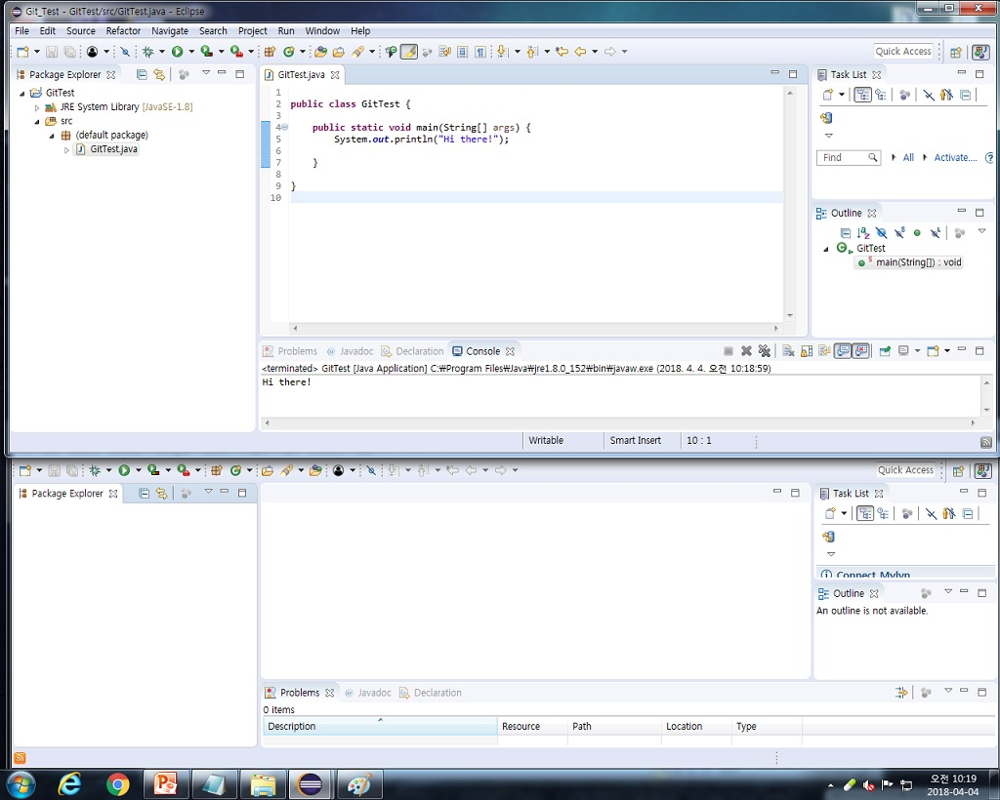 Git_Test - GitTest/src/GitTest.java - Eclipse
File Edit Source Refactor Navigate Search Project Run Window Help
Quick Access
Package Explorer
GitTest
JRE System Library [JavaSE-1.8]
src
(default package)
GitTest.java
GitTest.java
1
2 public class GitTest {
3
4 public static void main(String[] args) {
5 System.out.println("Hi there!");
6
7 }
8
9 }
10
Task List
Find All Activate...
Outline
GitTest
main(String[]) : void
Problems @ Javadoc Declaration Console
<terminated> GitTest [Java Application] C:₩Program Files₩Java₩jre1.8.0_152₩bin₩javaw.exe (2018. 4. 4. 오전 10:18:59)
Hi there!
Writable Smart Insert 10 : 1
Quick Access
Package Explorer
Task List
Connect Mylyn
Outline
An outline is not available.
Problems @ Javadoc Declaration
0 items
Description Resource Path Location Type
오전 10:19
2018-04-04